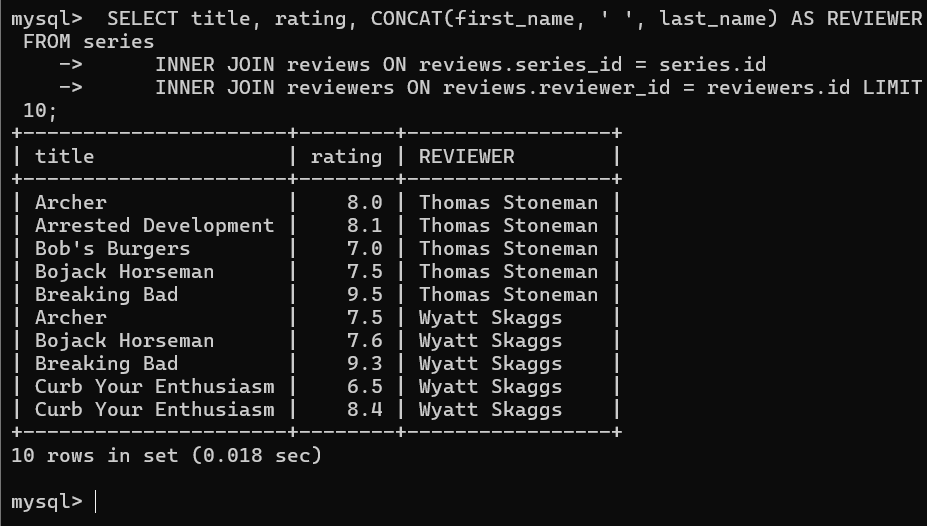 mysql>  SELECT title, rating, CONCAT(first_name, ' ', last_name) AS REVIEWER
 FROM series
    ->      INNER JOIN reviews ON reviews.series_id = series.id
    ->      INNER JOIN reviewers ON reviews.reviewer_id = reviewers.id LIMIT
 10;
+----------------------+--------+-----------------+
| title                | rating | REVIEWER        |
+----------------------+--------+-----------------+
| Archer               |    8.0 | Thomas Stoneman |
| Arrested Development |    8.1 | Thomas Stoneman |
| Bob's Burgers        |    7.0 | Thomas Stoneman |
| Bojack Horseman      |    7.5 | Thomas Stoneman |
| Breaking Bad         |    9.5 | Thomas Stoneman |
| Archer               |    7.5 | Wyatt Skaggs    |
| Bojack Horseman      |    7.6 | Wyatt Skaggs    |
| Breaking Bad         |    9.3 | Wyatt Skaggs    |
| Curb Your Enthusiasm |    6.5 | Wyatt Skaggs    |
| Curb Your Enthusiasm |    8.4 | Wyatt Skaggs    |
+----------------------+--------+-----------------+
10 rows in set (0.018 sec)
mysql>